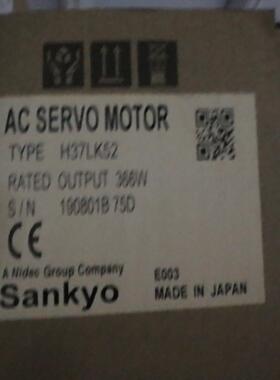 AC SERVO MOTOR
TYPE H37LK52
RATED OUTPUT 366W
S/N 190801B 75D
CE
A Nidec Group Company
E003
Sankyo
MADE IN JAPAN